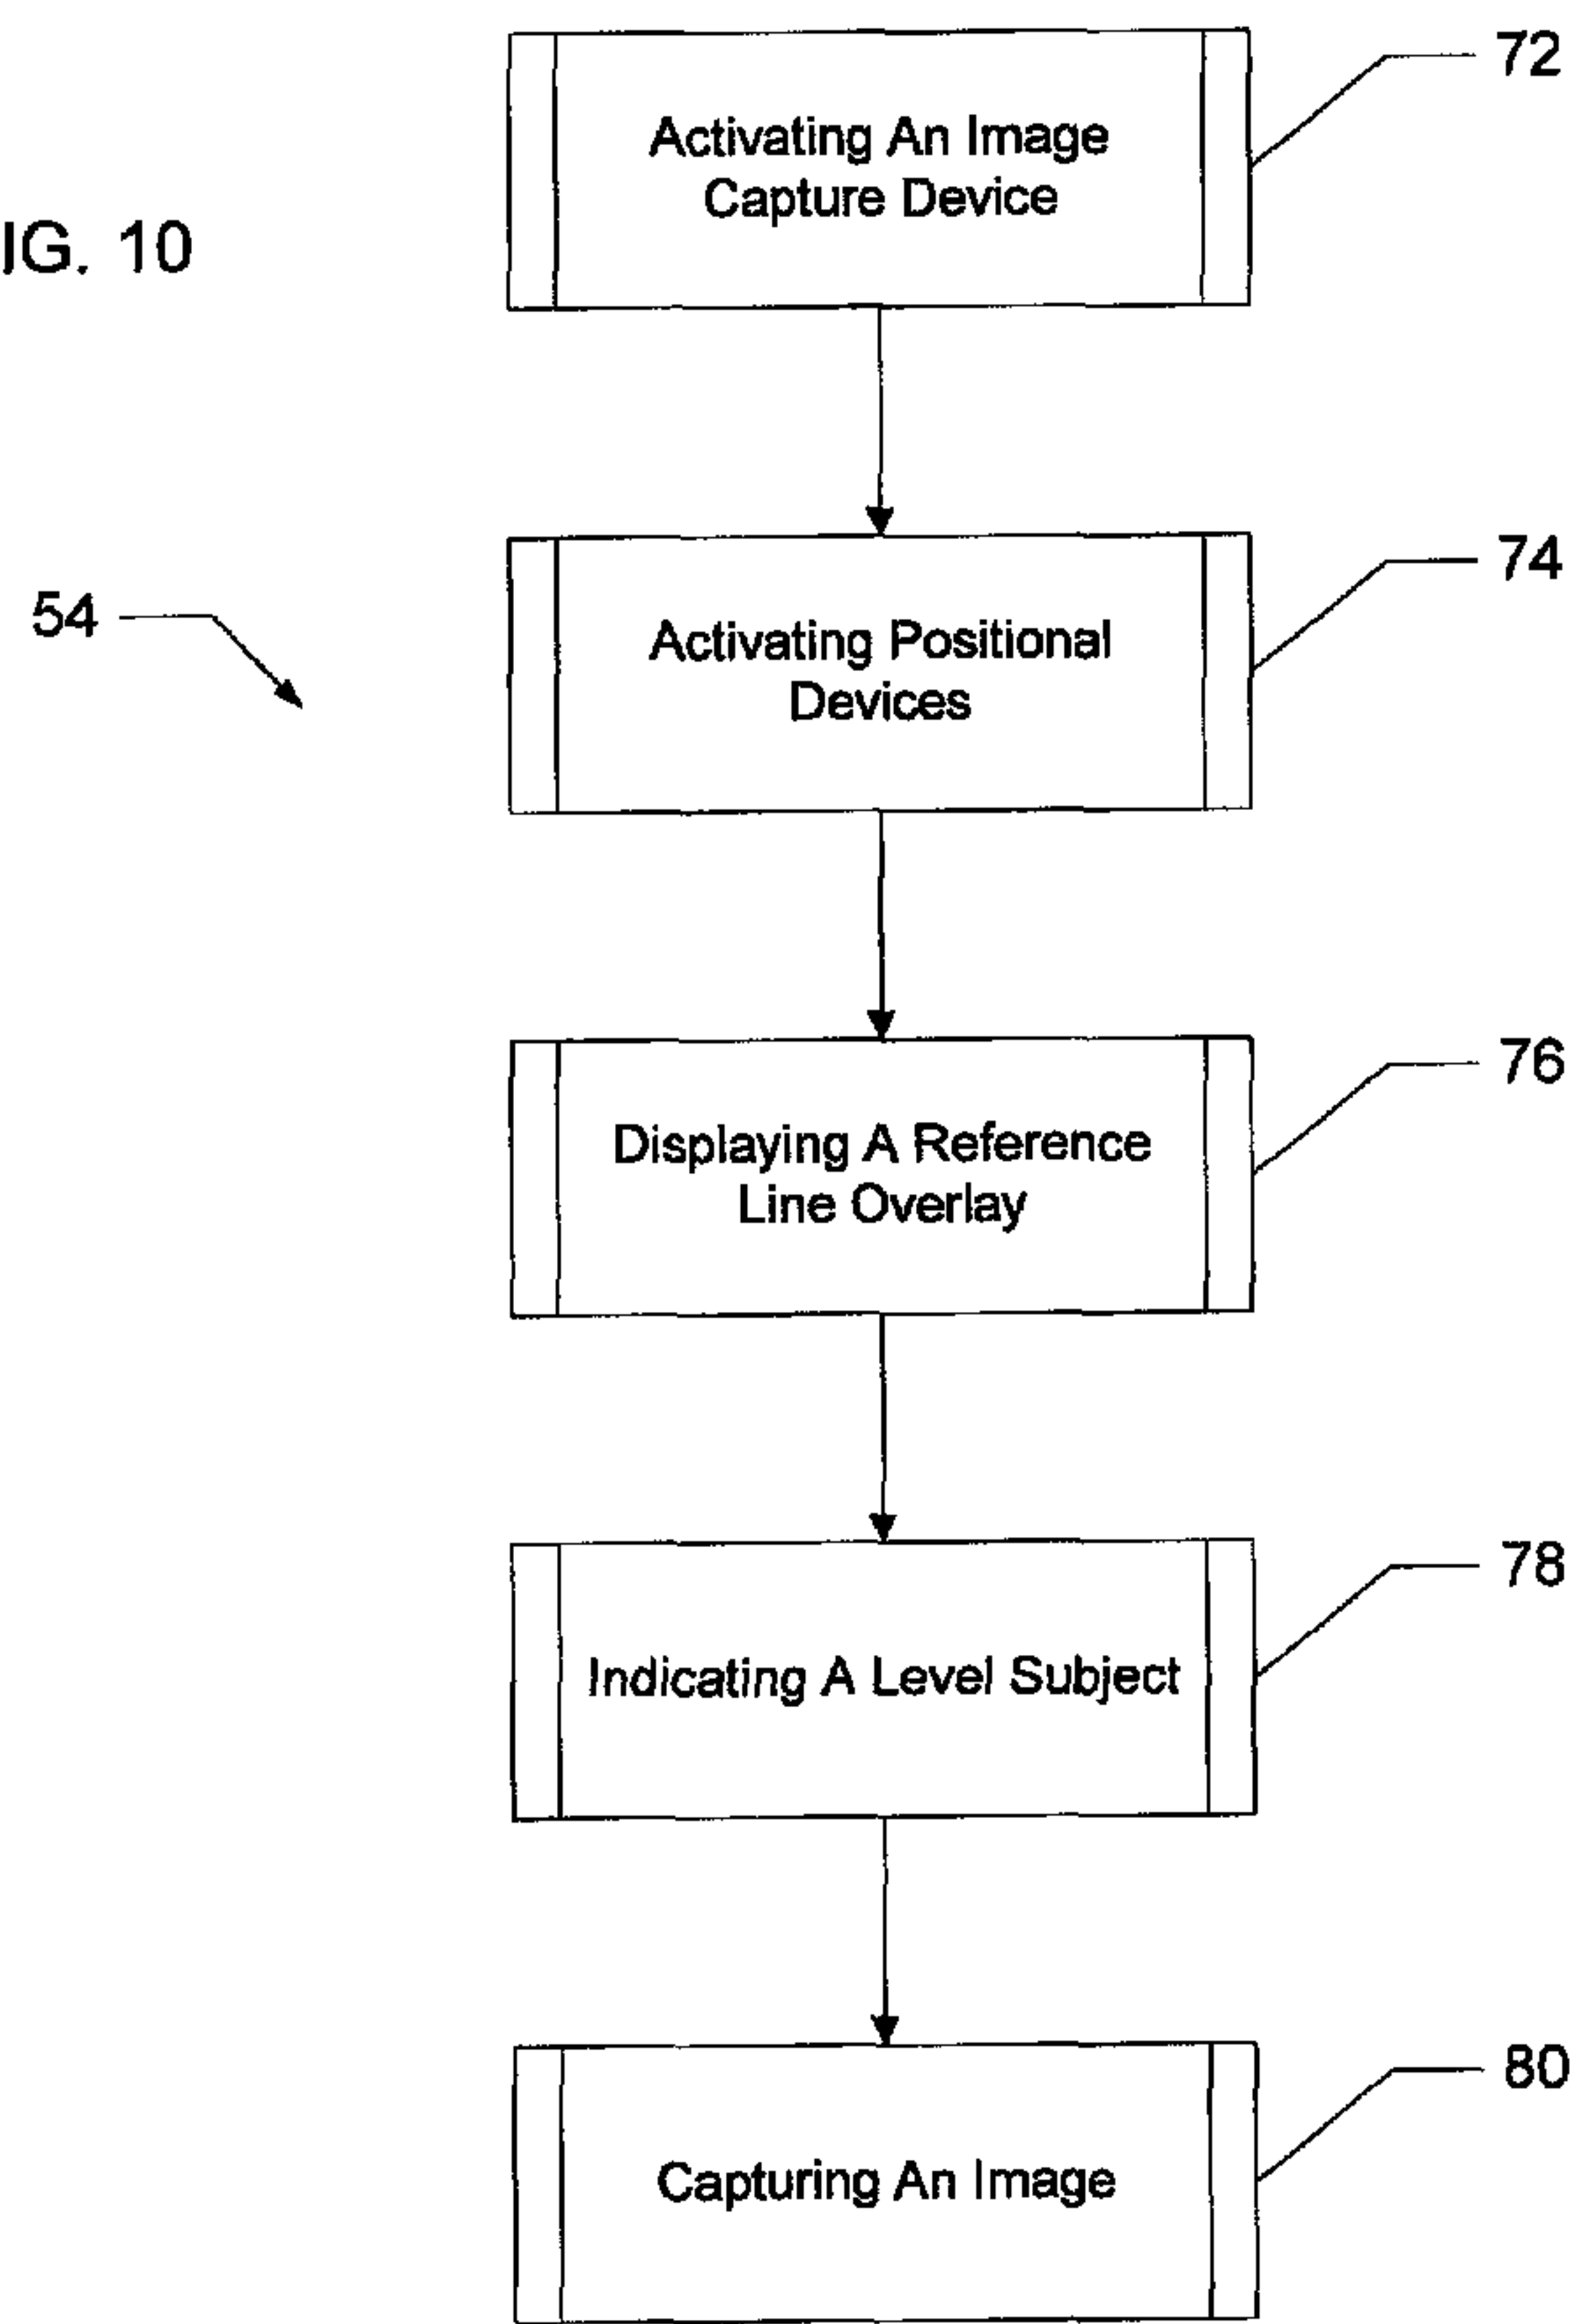 72
Activating An Image
Capture Device
IG. 10
74
54
Activating Positional
Devices
76
Displaying A Reference
Line Overlay
78
Indicating A Level Subject
80
Capturing An Image